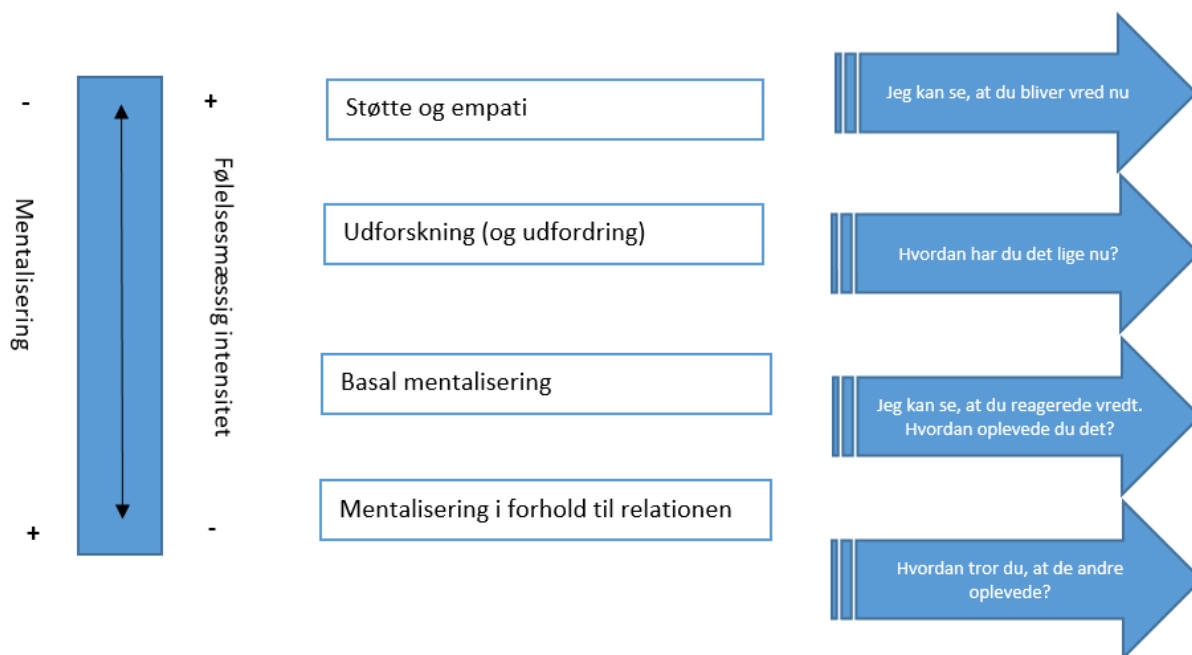 -
+
Mentalisering
Følelsesmæssig intensitet
+
-
Støtte og empati
Udforskning (og udfordring)
Basal mentalisering
Mentalisering i forhold til relationen
Jeg kan se, at du bliver vred nu
Hvordan har du det lige nu?
Jeg kan se, at du reagerede vredt.
Hvordan oplevede du det?
Hvordan tror du, at de andre
oplevede?